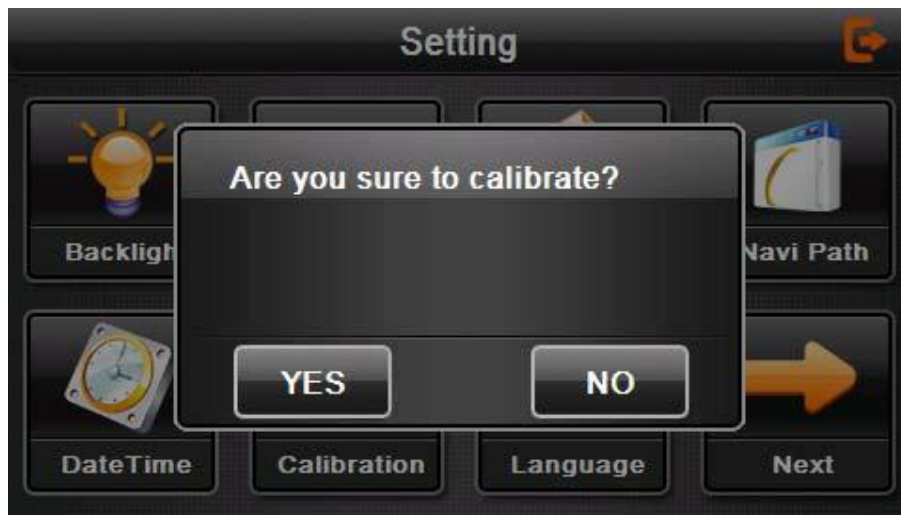 Setting
Are you sure to calibrate?
Navi Path
YES
NO
DateTime
Calibration
Language
Next